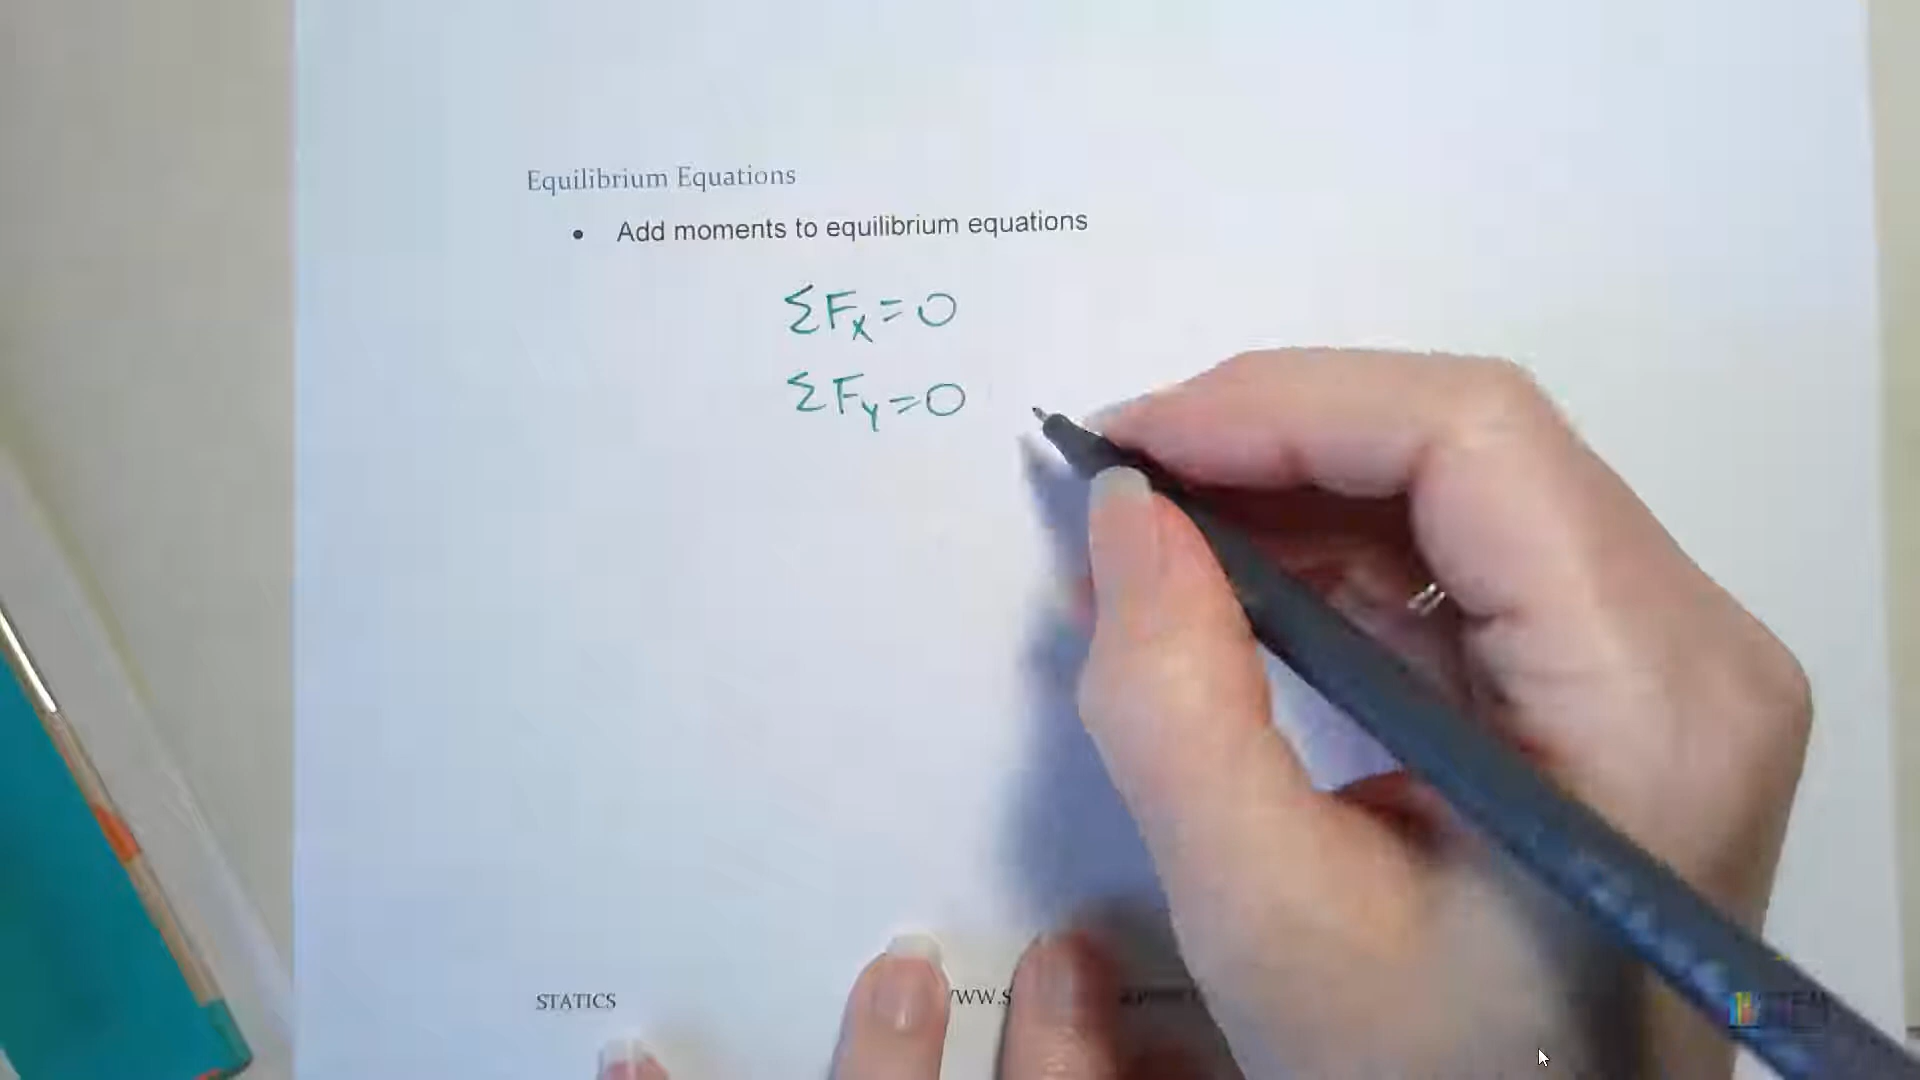 Equilibrium Equations
• Add moments to equilibrium equations
ΣFx=0
ΣFy=0
STATICS